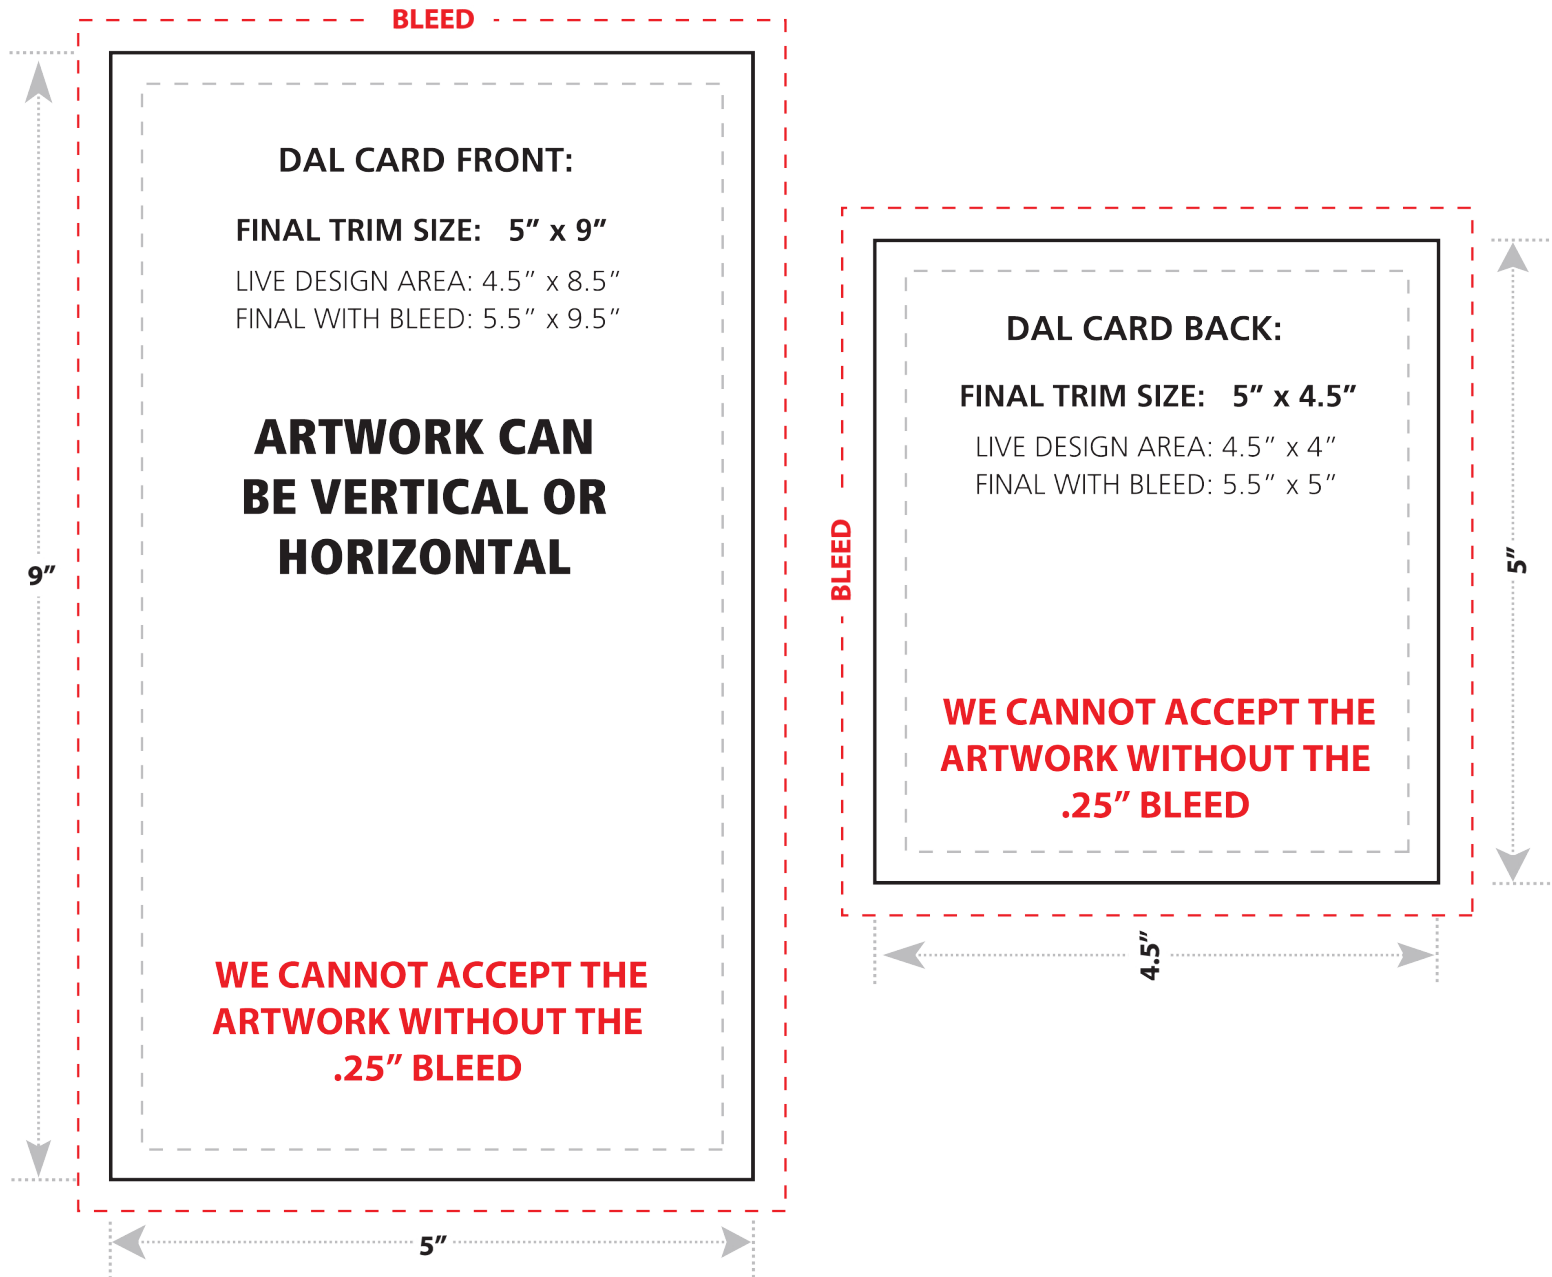 BLEED
DAL CARD FRONT:
FINAL TRIM SIZE: 5” x 9”
LIVE DESIGN AREA: 4.5” x 8.5”
FINAL WITH BLEED: 5.5” x 9.5”
ARTWORK CAN
BE VERTICAL OR
HORIZONTAL
9”
WE CANNOT ACCEPT THE
ARTWORK WITHOUT THE
.25” BLEED
5”
BLEED
DAL CARD BACK:
FINAL TRIM SIZE: 5” x 4.5”
LIVE DESIGN AREA: 4.5” x 4”
FINAL WITH BLEED: 5.5” x 5”
5”
WE CANNOT ACCEPT THE
ARTWORK WITHOUT THE
.25” BLEED
4.5”